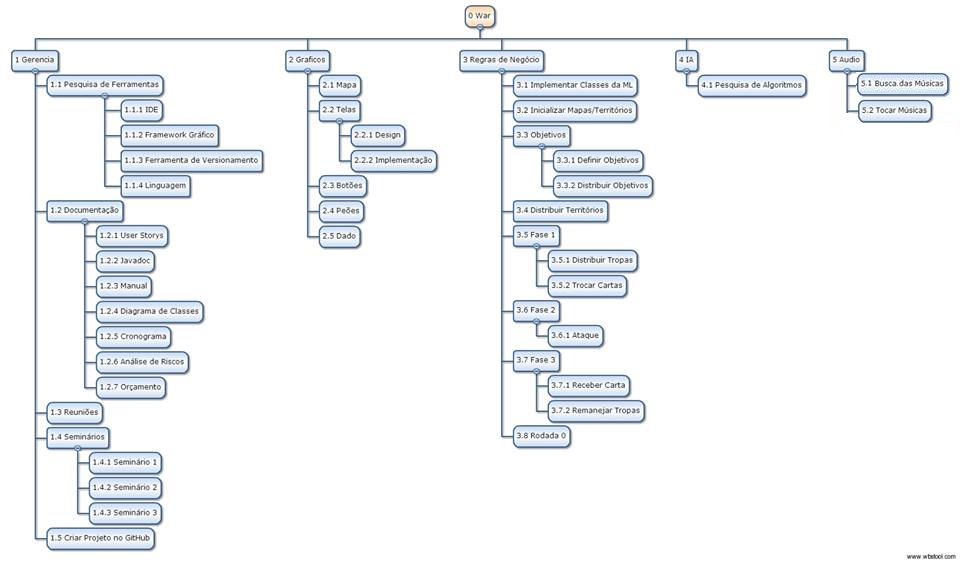 0 War
1 Gerencia
1.1 Pesquisa de Ferramentas
1.1.1 IDE
1.1.2 Framework Gráfico
1.1.3 Ferramenta de Versionamento
1.1.4 Linguagem
1.2 Documentação
1.2.1 User Storys
1.2.2 Javadoc
1.2.3 Manual
1.2.4 Diagrama de Classes
1.2.5 Cronograma
1.2.6 Análise de Riscos
1.2.7 Orçamento
1.3 Reuniões
1.4 Seminários
1.4.1 Seminário 1
1.4.2 Seminário 2
1.4.3 Seminário 3
1.5 Criar Projeto no GitHub
2 Graficos
2.1 Mapa
2.2 Telas
2.2.1 Design
2.2.2 Implementação
2.3 Botões
2.4 Peões
2.5 Dado
3 Regras de Negócio
3.1 Implementar Classes da ML
3.2 Inicializar Mapas/Territórios
3.3 Objetivos
3.3.1 Definir Objetivos
3.3.2 Distribuir Objetivos
3.4 Distribuir Territórios
3.5 Fase 1
3.5.1 Distribuir Tropas
3.5.2 Trocar Cartas
3.6 Fase 2
3.6.1 Ataque
3.7 Fase 3
3.7.1 Receber Carta
3.7.2 Remanejar Tropas
3.8 Rodada 0
4 IA
4.1 Pesquisa de Algoritmos
5 Audio
5.1 Busca.das Músicas
5.2 Tocar Músicas
www.wbstool.com